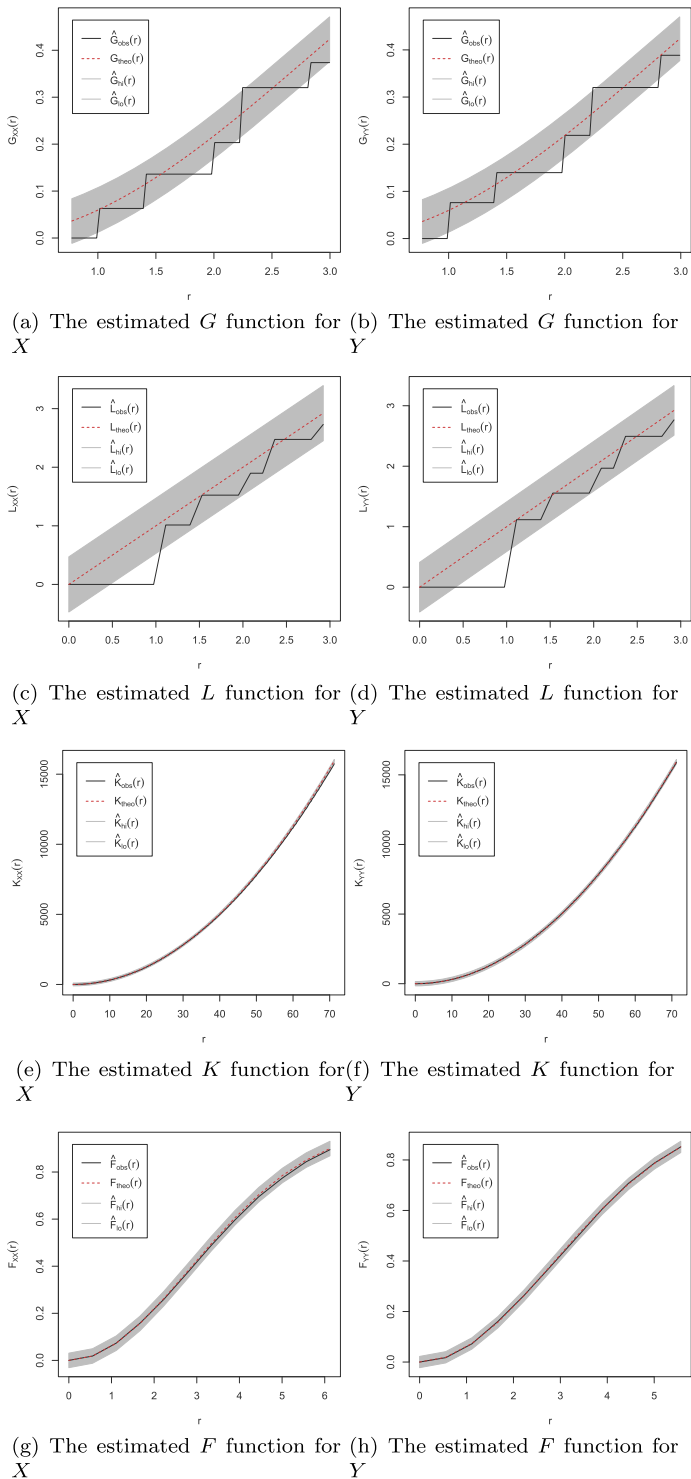 Ĝobs(r)
Gtheo(r)
Ĝhi(r)
Ĝlo(r)
GXX(r)
0.0 0.1 0.2 0.3 0.4
1.0 1.5 2.0 2.5 3.0
r
Ĝobs(r)
Gtheo(r)
Ĝhi(r)
Ĝlo(r)
GYY(r)
0.0 0.1 0.2 0.3 0.4
1.0 1.5 2.0 2.5 3.0
r
(a) The estimated G function for
X
(b) The estimated G function for
Y
L̂obs(r)
Ltheo(r)
L̂hi(r)
L̂lo(r)
LXX(r)
0 1 2 3
0.0 0.5 1.0 1.5 2.0 2.5 3.0
r
L̂obs(r)
Ltheo(r)
L̂hi(r)
L̂lo(r)
LYY(r)
0 1 2 3
0.0 0.5 1.0 1.5 2.0 2.5 3.0
r
(c) The estimated L function for
X
(d) The estimated L function for
Y
K̂obs(r)
Ktheo(r)
K̂hi(r)
K̂lo(r)
KXX(r)
0 5000 10000 15000
0 10 20 30 40 50 60 70
r
K̂obs(r)
Ktheo(r)
K̂hi(r)
K̂lo(r)
KYY(r)
0 5000 10000 15000
0 10 20 30 40 50 60 70
r
(e) The estimated K function for
X
(f) The estimated K function for
Y
F̂obs(r)
Ftheo(r)
F̂hi(r)
F̂lo(r)
FXX(r)
0.0 0.2 0.4 0.6 0.8
0 1 2 3 4 5 6
r
F̂obs(r)
Ftheo(r)
F̂hi(r)
F̂lo(r)
FYY(r)
0.0 0.2 0.4 0.6 0.8
0 1 2 3 4 5
r
(g) The estimated F function for
X
(h) The estimated F function for
Y